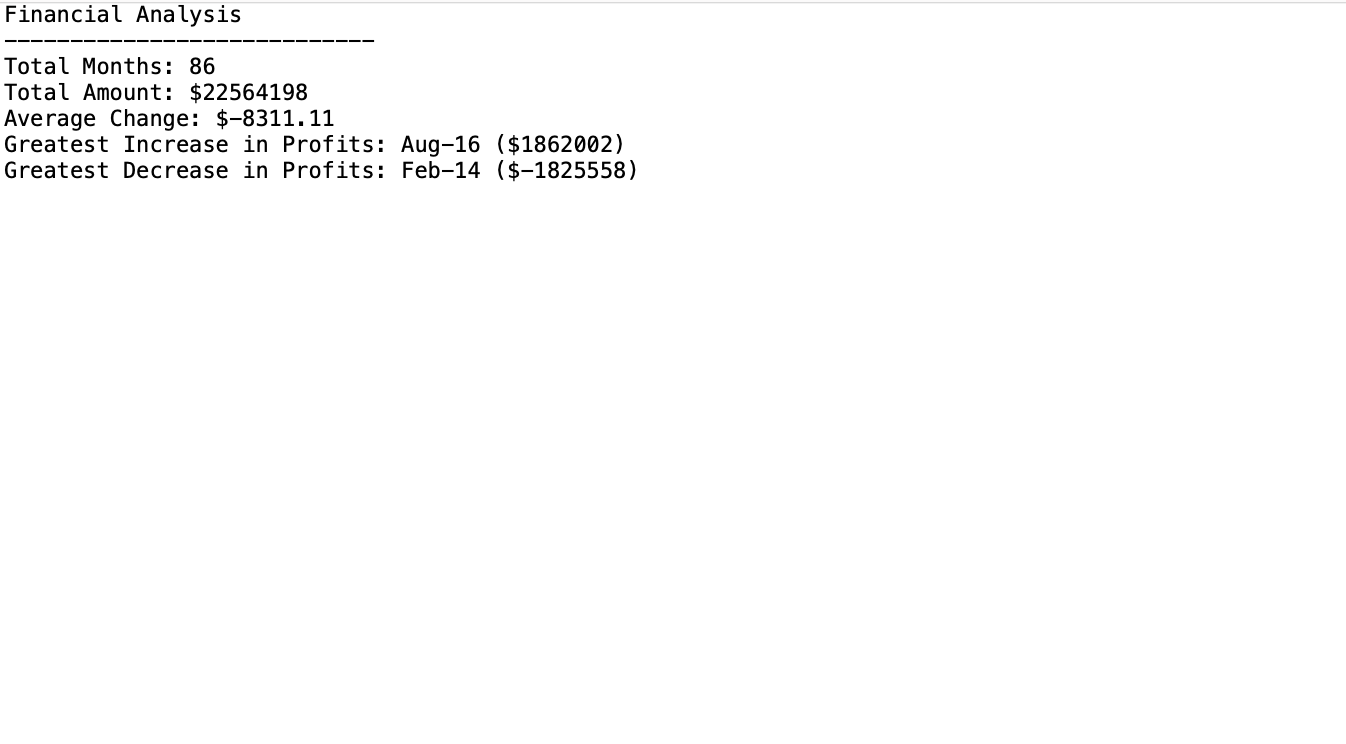 Financial Analysis
----------------------------
Total Months: 86
Total Amount: $22564198
Average Change: $-8311.11
Greatest Increase in Profits: Aug-16 ($1862002)
Greatest Decrease in Profits: Feb-14 ($-1825558)